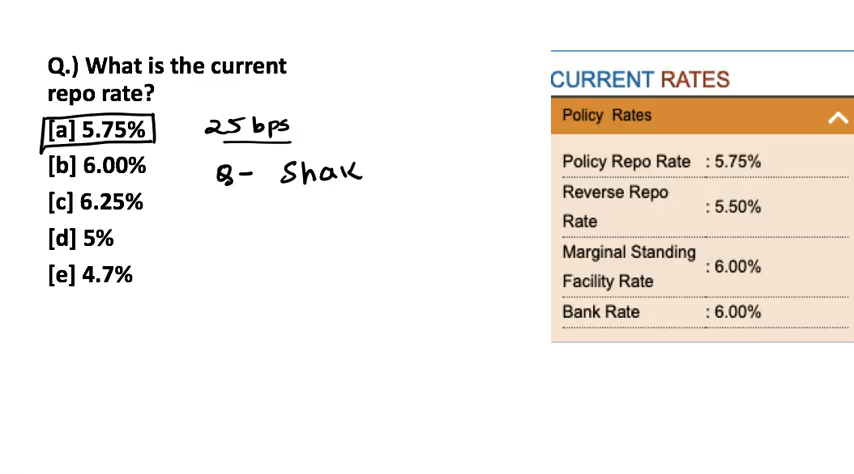 Q.) What is the current
repo rate?
[a] 5.75%
25 bps
[b] 6.00%
8- Shak
[c] 6.25%
[d] 5%
[e] 4.7%
CURRENT RATES
Policy Rates
Policy Repo Rate : 5.75%
Reverse Repo
Rate : 5.50%
Marginal Standing
Facility Rate : 6.00%
Bank Rate : 6.00%